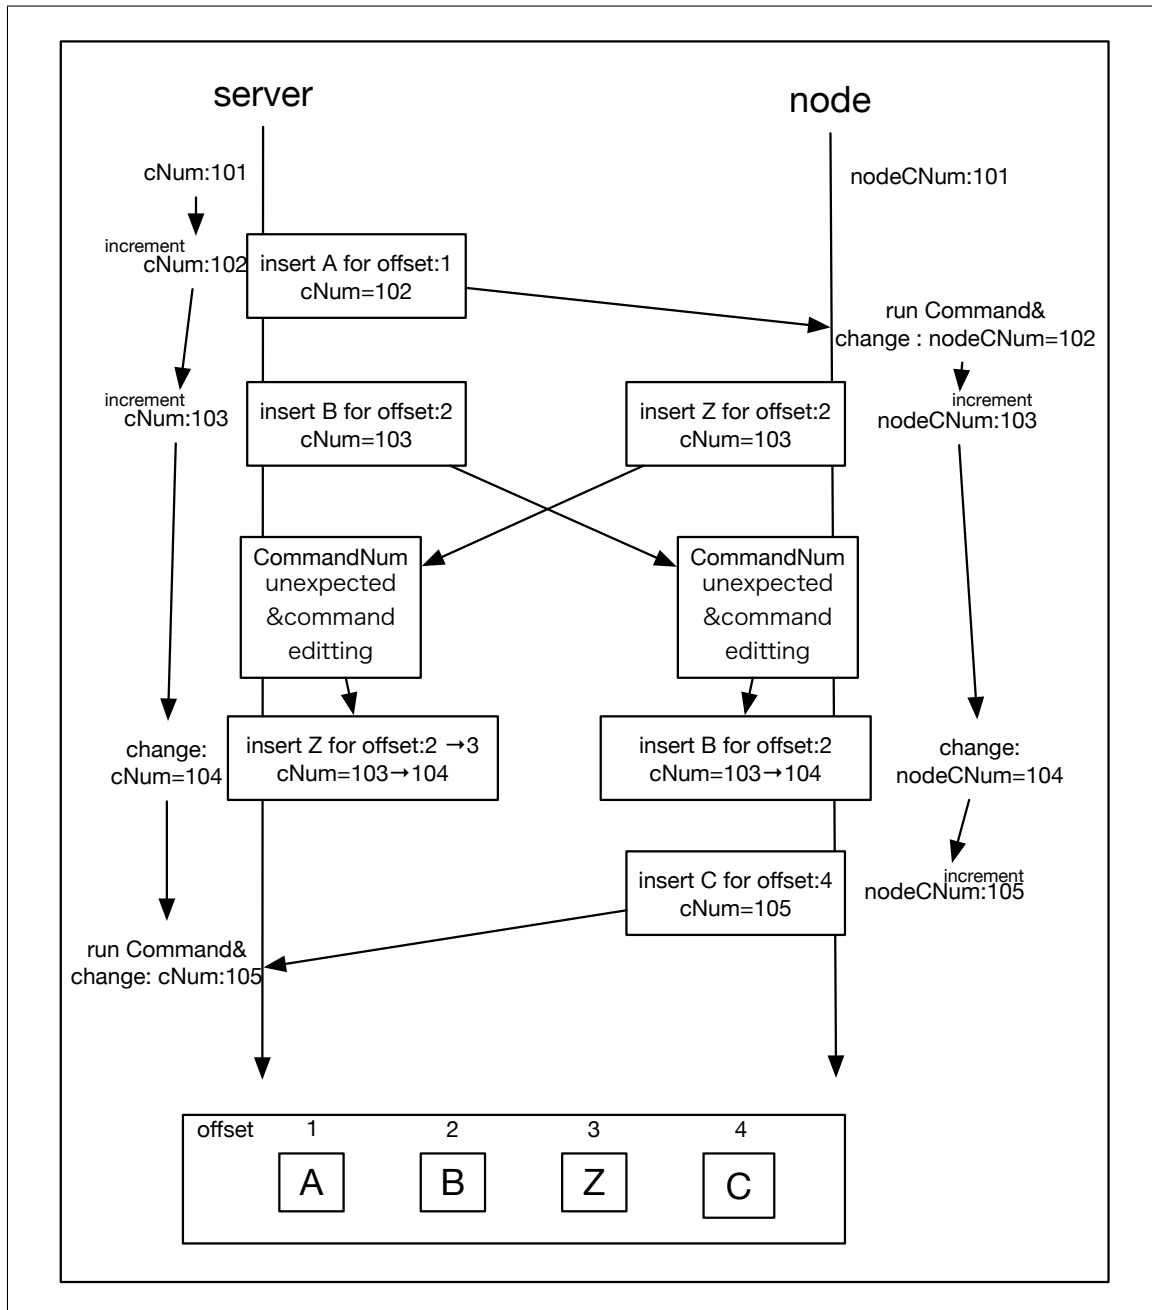 server
node
cNum:101
nodeCNum:101
increment
cNum:102
insert A for offset:1
cNum=102
run Command&
change : nodeCNum=102
increment
cNum:103
insert B for offset:2
cNum=103
insert Z for offset:2
cNum=103
increment
nodeCNum:103
CommandNum
unexpected
&command
editting
CommandNum
unexpected
&command
editting
change:
cNum=104
insert Z for offset:2 →3
cNum=103→104
insert B for offset:2
cNum=103→104
change:
nodeCNum=104
insert C for offset:4
cNum=105
increment
nodeCNum:105
run Command&
change: cNum:105
offset 1 2 3 4
A B Z C